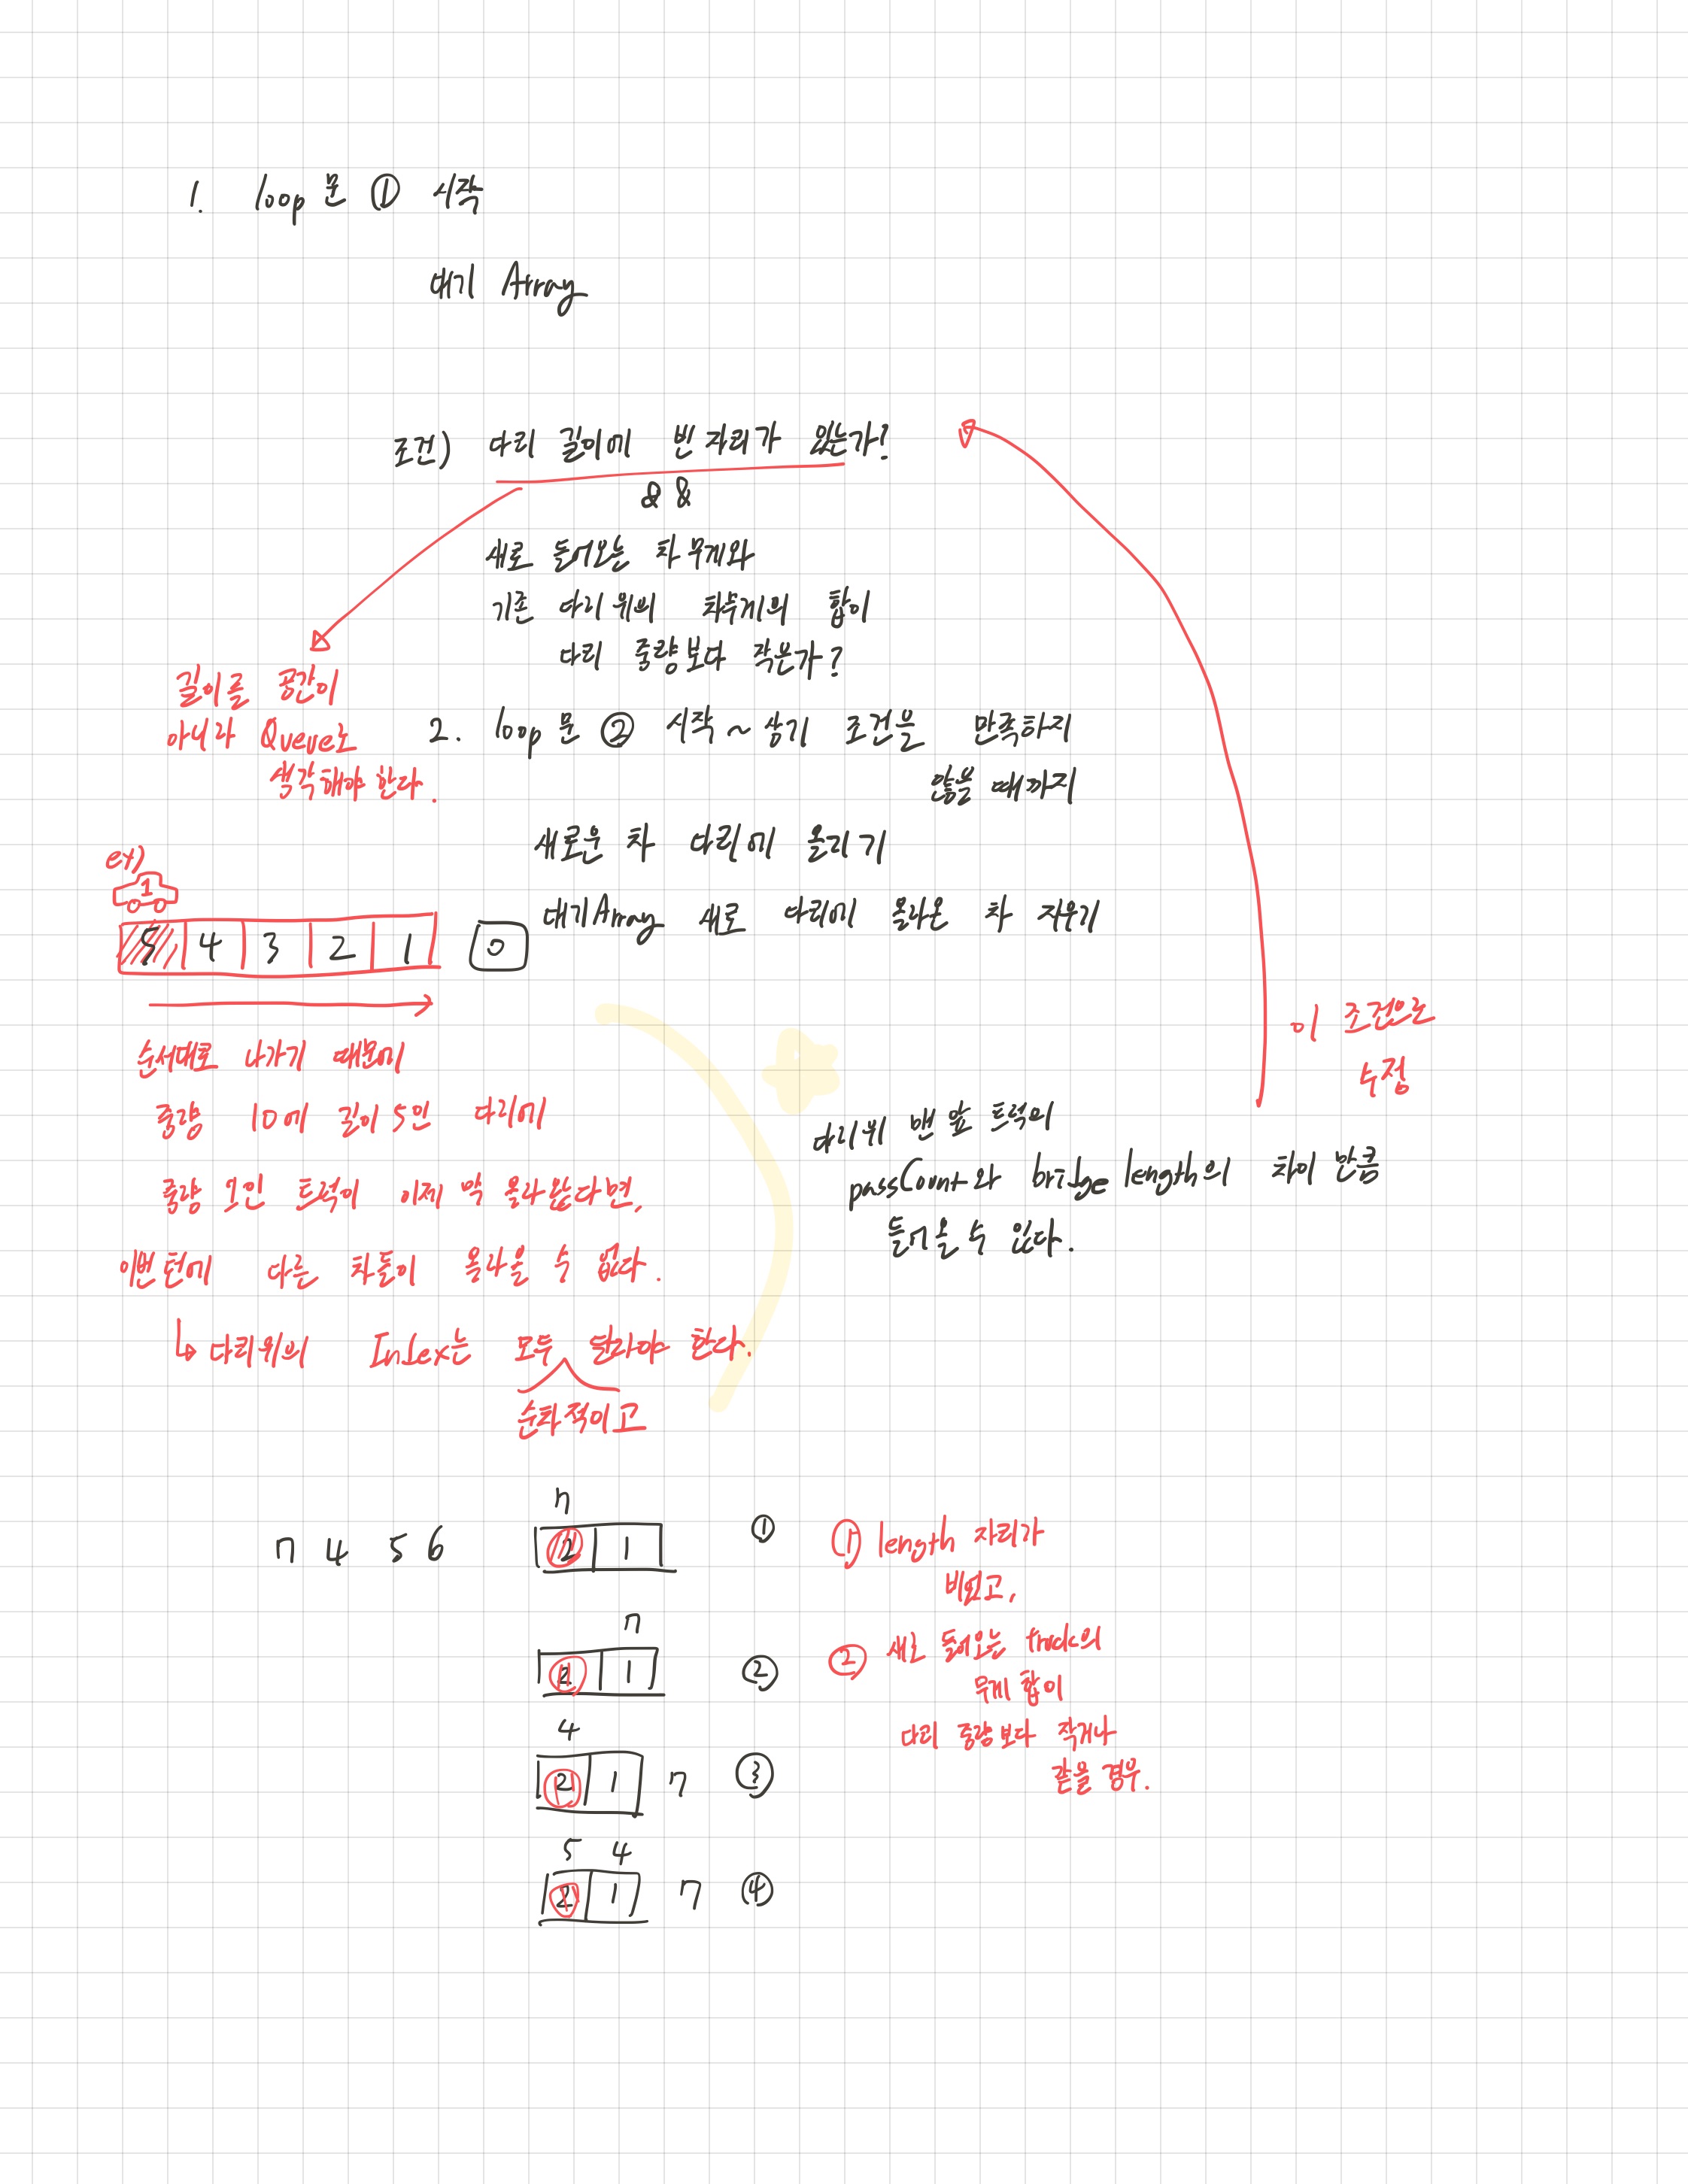 1. loop문 ① 시작
대기 Array
조건) 다리 길이에 빈 자리가 있는가?
&&
새로 들어오는 차 무게와
기존 다리 위의 차무게의 합이
다리 중량보다 작은가?
길이를 공간이
아니라 Queue로
생각해야 한다.
2. loop문 ② 시작 ~ 상기 조건을 만족하지
않을 때까지
새로운 차 다리에 올리기
대기Array 새로 다리에 올라온 차 지우기
ex)
1
5 4 3 2 1 0
순서대로 나가기 때문에
중량 10에 길이 5인 다리에
중량 1인 트럭이 이제 막 올라왔다면,
이번턴에 다른 차들이 올라올 수 없다.
↳ 다리위의 Index는 모두 달라야 한다.
순차적이고
이 조건으로
수정
다리위 맨 앞 트럭의
passCount와 bridge length의 차이 만큼
들어올 수 있다.
7 4 5 6
7
2 1 ①
7
2 1 ②
4
2 1 7 ③
5 4
2 1 7 ④
① length 자리가
비었고,
② 새로 들어오는 truck의
무게 합이
다리 중량보다 작거나
같을 경우.